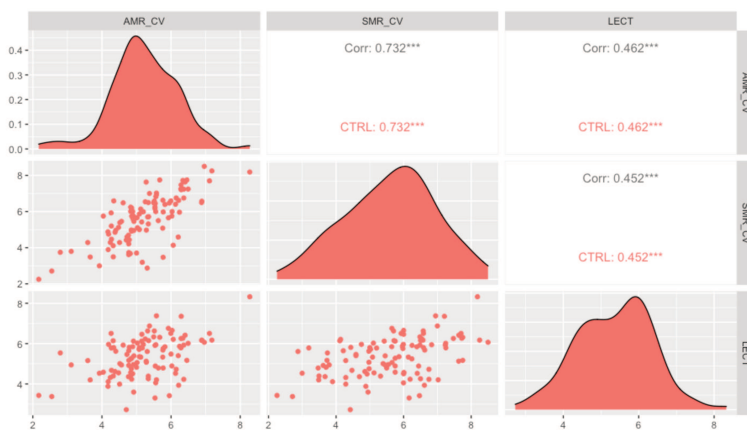 AMR_CV SMR_CV LECT
0.4
0.3
0.2
0.1
0.0
Corr: 0.732***
CTRL: 0.732***
Corr: 0.462***
CTRL: 0.462***
AMR_CV
8
6
4
2
Corr: 0.452***
CTRL: 0.452***
SMR_CV
8
6
4
LECT
2 4 6 8
4 6 8
4 6 8